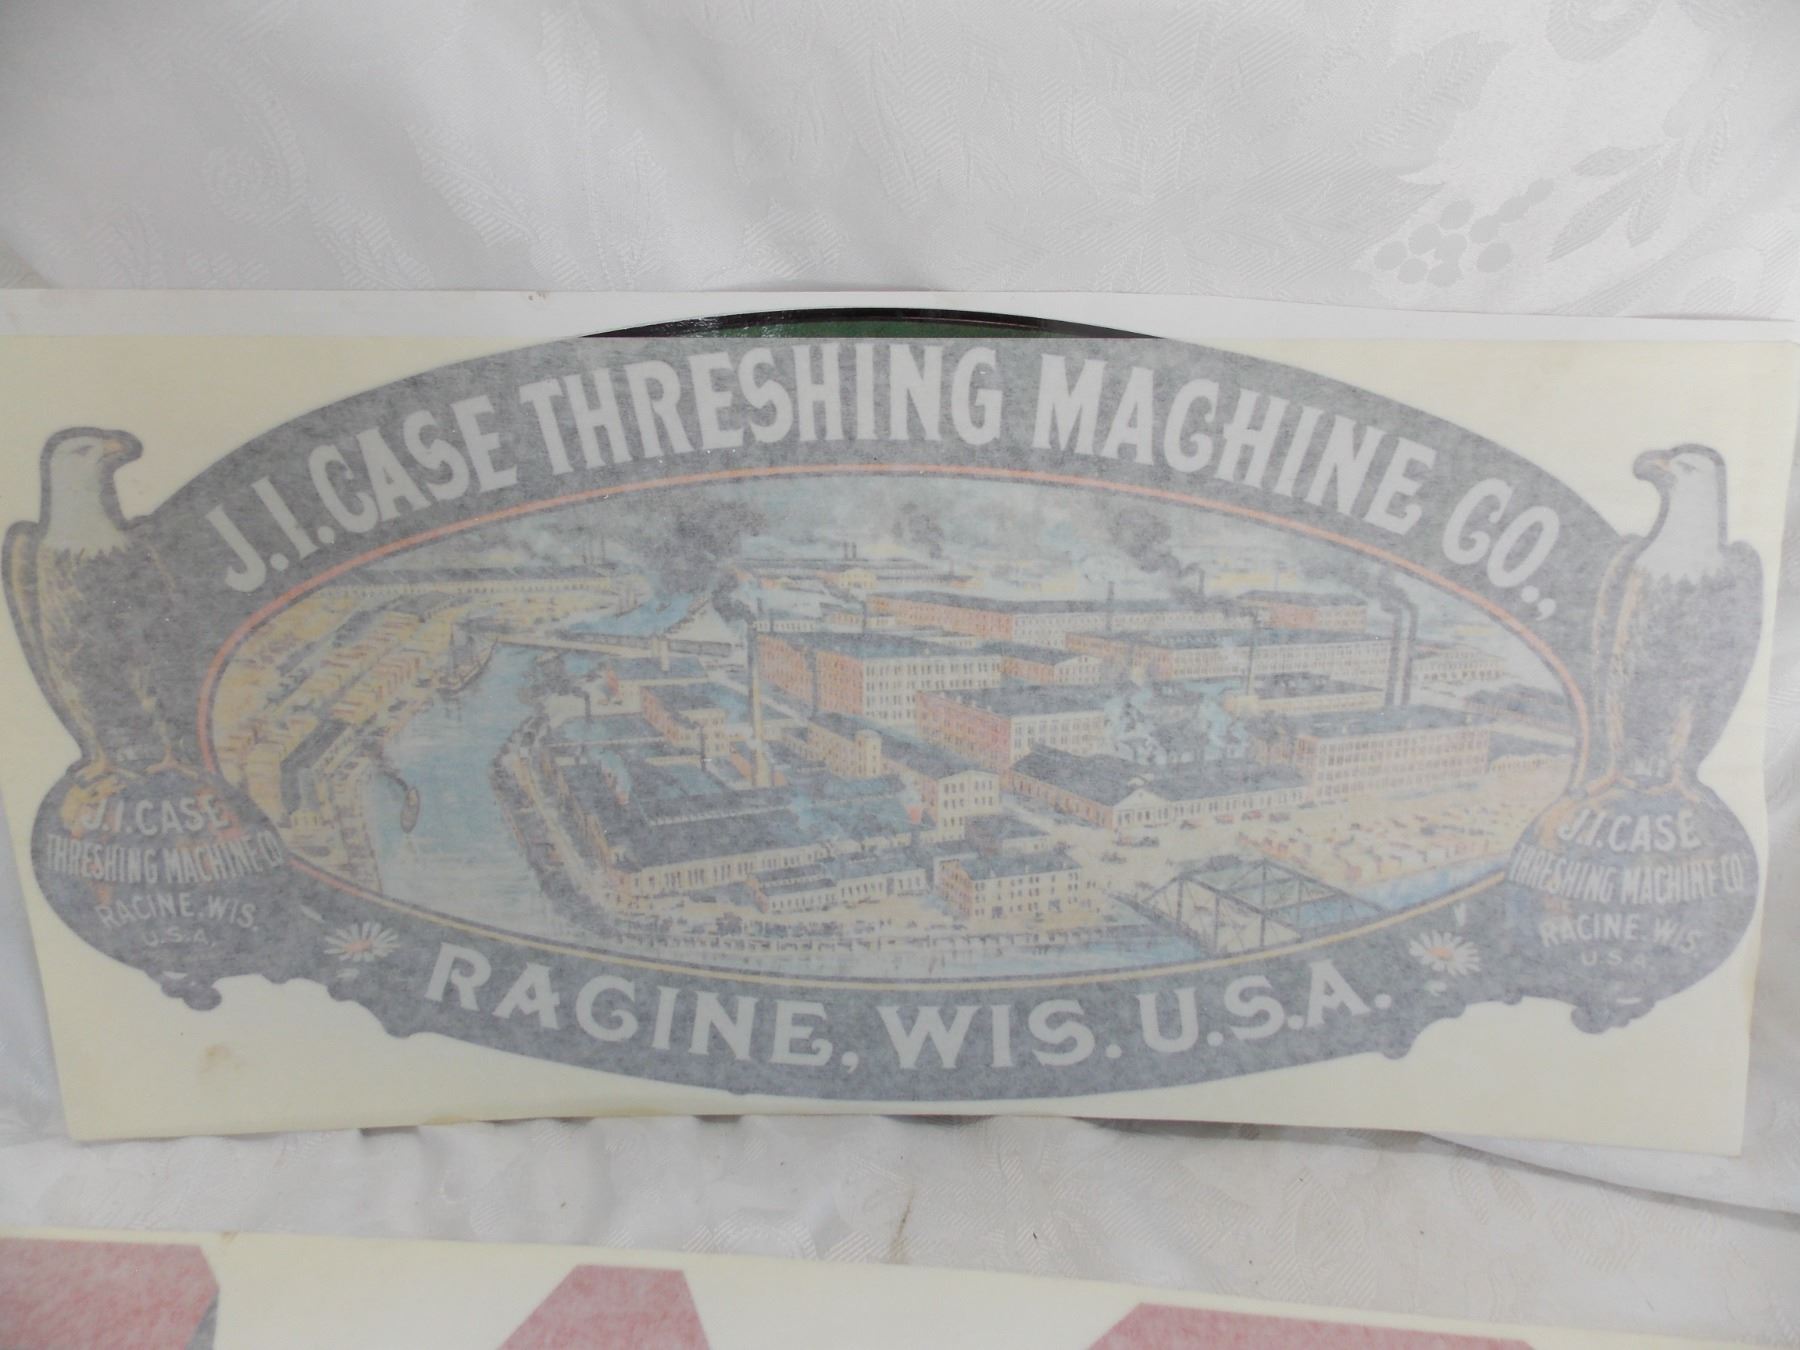 J.I.CASE THRESHING MACHINE CO.,
J.I.CASE
THRESHING MACHINE CO
RACINE.WIS.
U.S.A.
J.I.CASE
THRESHING MACHINE CO.
RACINE.WIS.
U.S.A.
RACINE, WIS. U.S.A.